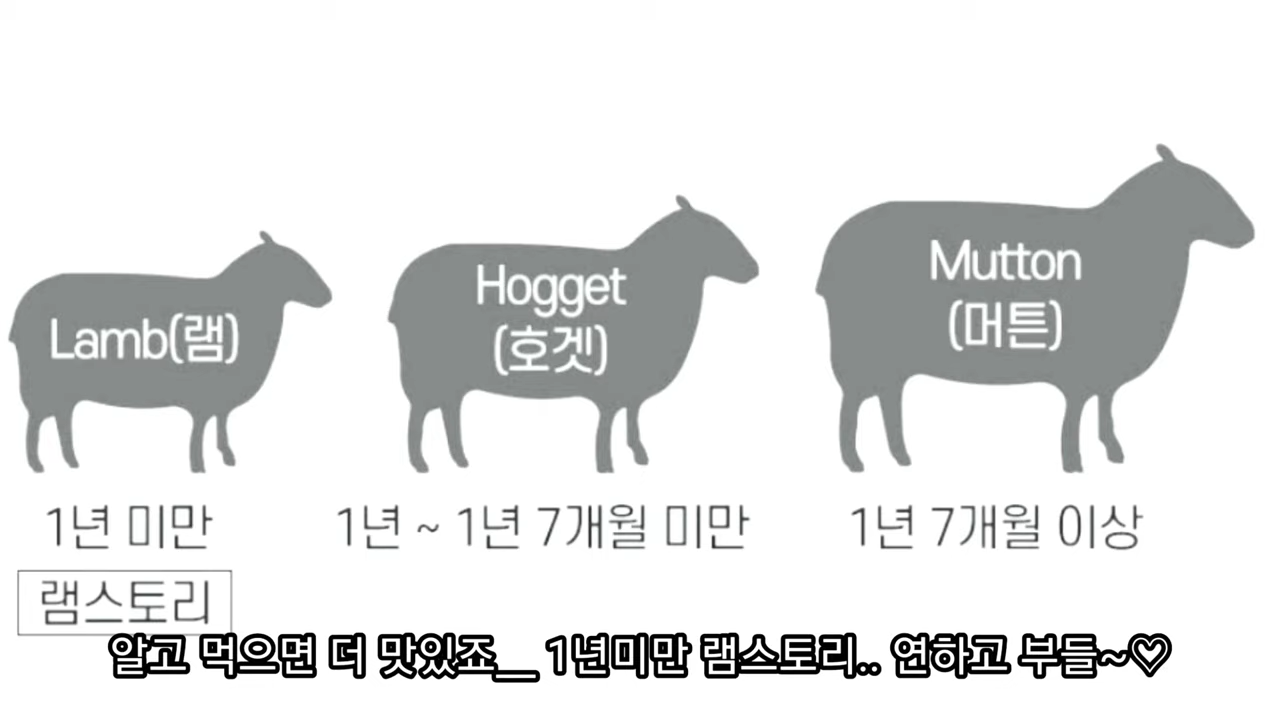 Lamb(램)
Hogget
(호겟)
Mutton
(머튼)
1년 미만
1년 ~ 1년 7개월 미만
1년 7개월 이상
램스토리
알고 먹으면 더 맛있죠__ 1년미만 램스토리.. 연하고 부들~♡